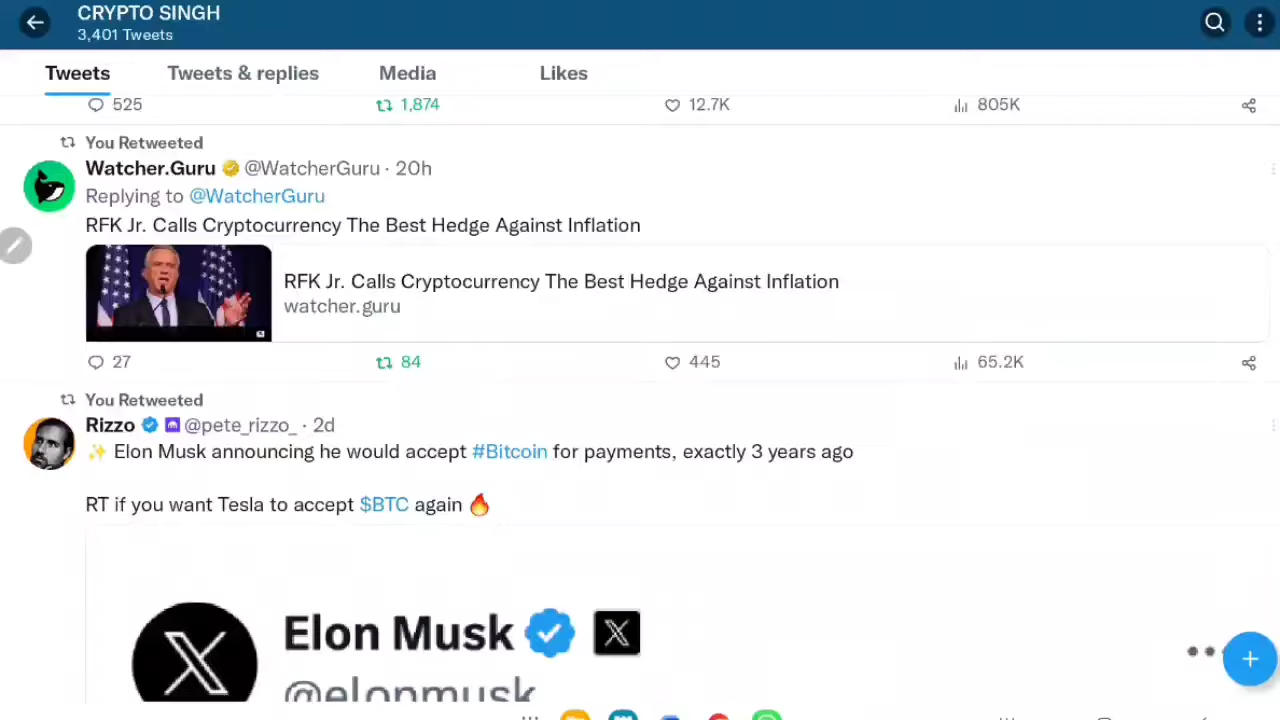 CRYPTO SINGH
3,401 Tweets
Tweets Tweets & replies Media Likes
525 1,874 12.7K 805K
You Retweeted
Watcher.Guru @WatcherGuru · 20h
Replying to @WatcherGuru
RFK Jr. Calls Cryptocurrency The Best Hedge Against Inflation
RFK Jr. Calls Cryptocurrency The Best Hedge Against Inflation
watcher.guru
27 84 445 65.2K
You Retweeted
Rizzo @pete_rizzo_ · 2d
✨ Elon Musk announcing he would accept #Bitcoin for payments, exactly 3 years ago
RT if you want Tesla to accept $BTC again 🔥
Elon Musk
@elonmusk